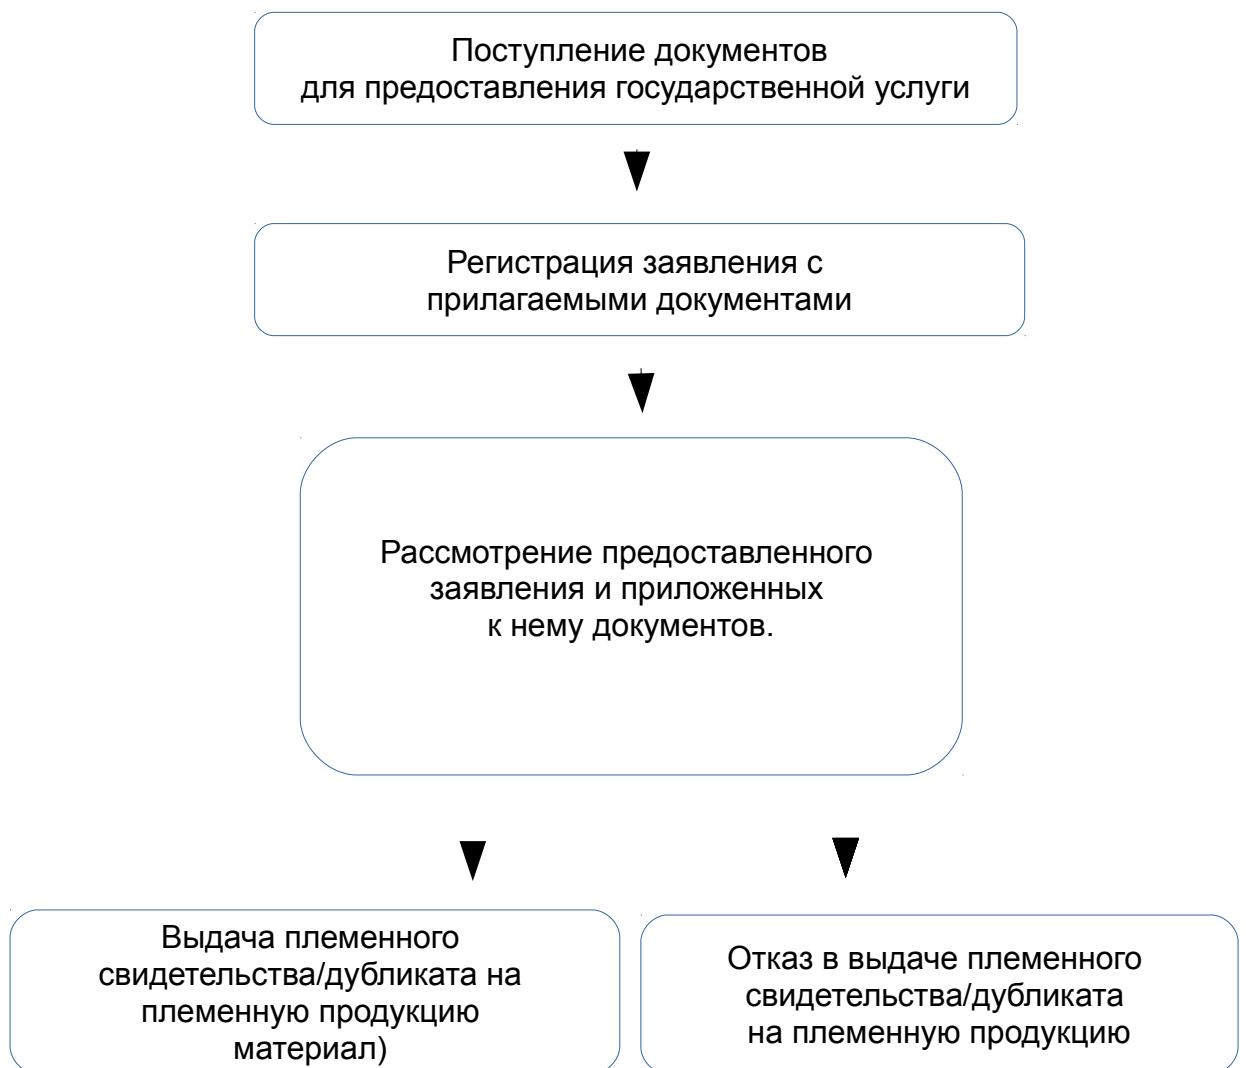 Поступление документов
для предоставления государственной услуги
Регистрация заявления с
прилагаемыми документами
Рассмотрение предоставленного
заявления и приложенных
к нему документов.
Выдача племенного
свидетельства/дубликата на
племенную продукцию
материал)
Отказ в выдаче племенного
свидетельства/дубликата
на племенную продукцию